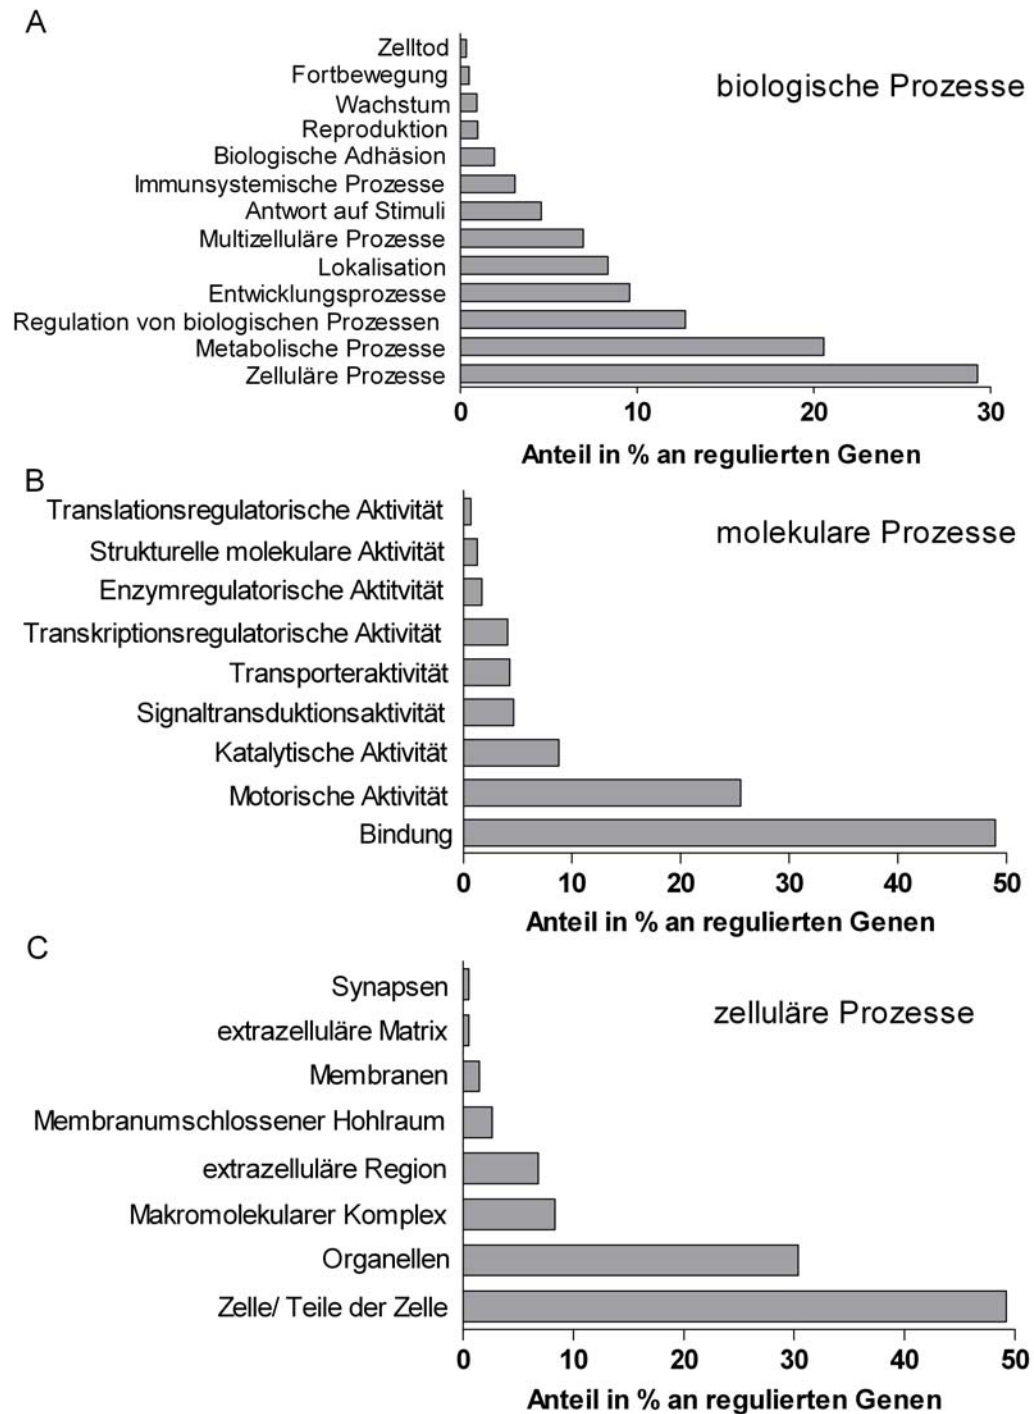 A
biologische Prozesse
Zelltod
Fortbewegung
Wachstum
Reproduktion
Biologische Adhäsion
Immunsystemische Prozesse
Antwort auf Stimuli
Multizelluläre Prozesse
Lokalisation
Entwicklungsprozesse
Regulation von biologischen Prozessen
Metabolische Prozesse
Zelluläre Prozesse
0 10 20 30
Anteil in % an regulierten Genen
B
molekulare Prozesse
Translationsregulatorische Aktivität
Strukturelle molekulare Aktivität
Enzymregulatorische Aktitvität
Transkriptionsregulatorische Aktivität
Transporteraktivität
Signaltransduktionsaktivität
Katalytische Aktivität
Motorische Aktivität
Bindung
0 10 20 30 40 50
Anteil in % an regulierten Genen
C
zelluläre Prozesse
Synapsen
extrazelluläre Matrix
Membranen
Membranumschlossener Hohlraum
extrazelluläre Region
Makromolekularer Komplex
Organellen
Zelle/ Teile der Zelle
0 10 20 30 40 50
Anteil in % an regulierten Genen